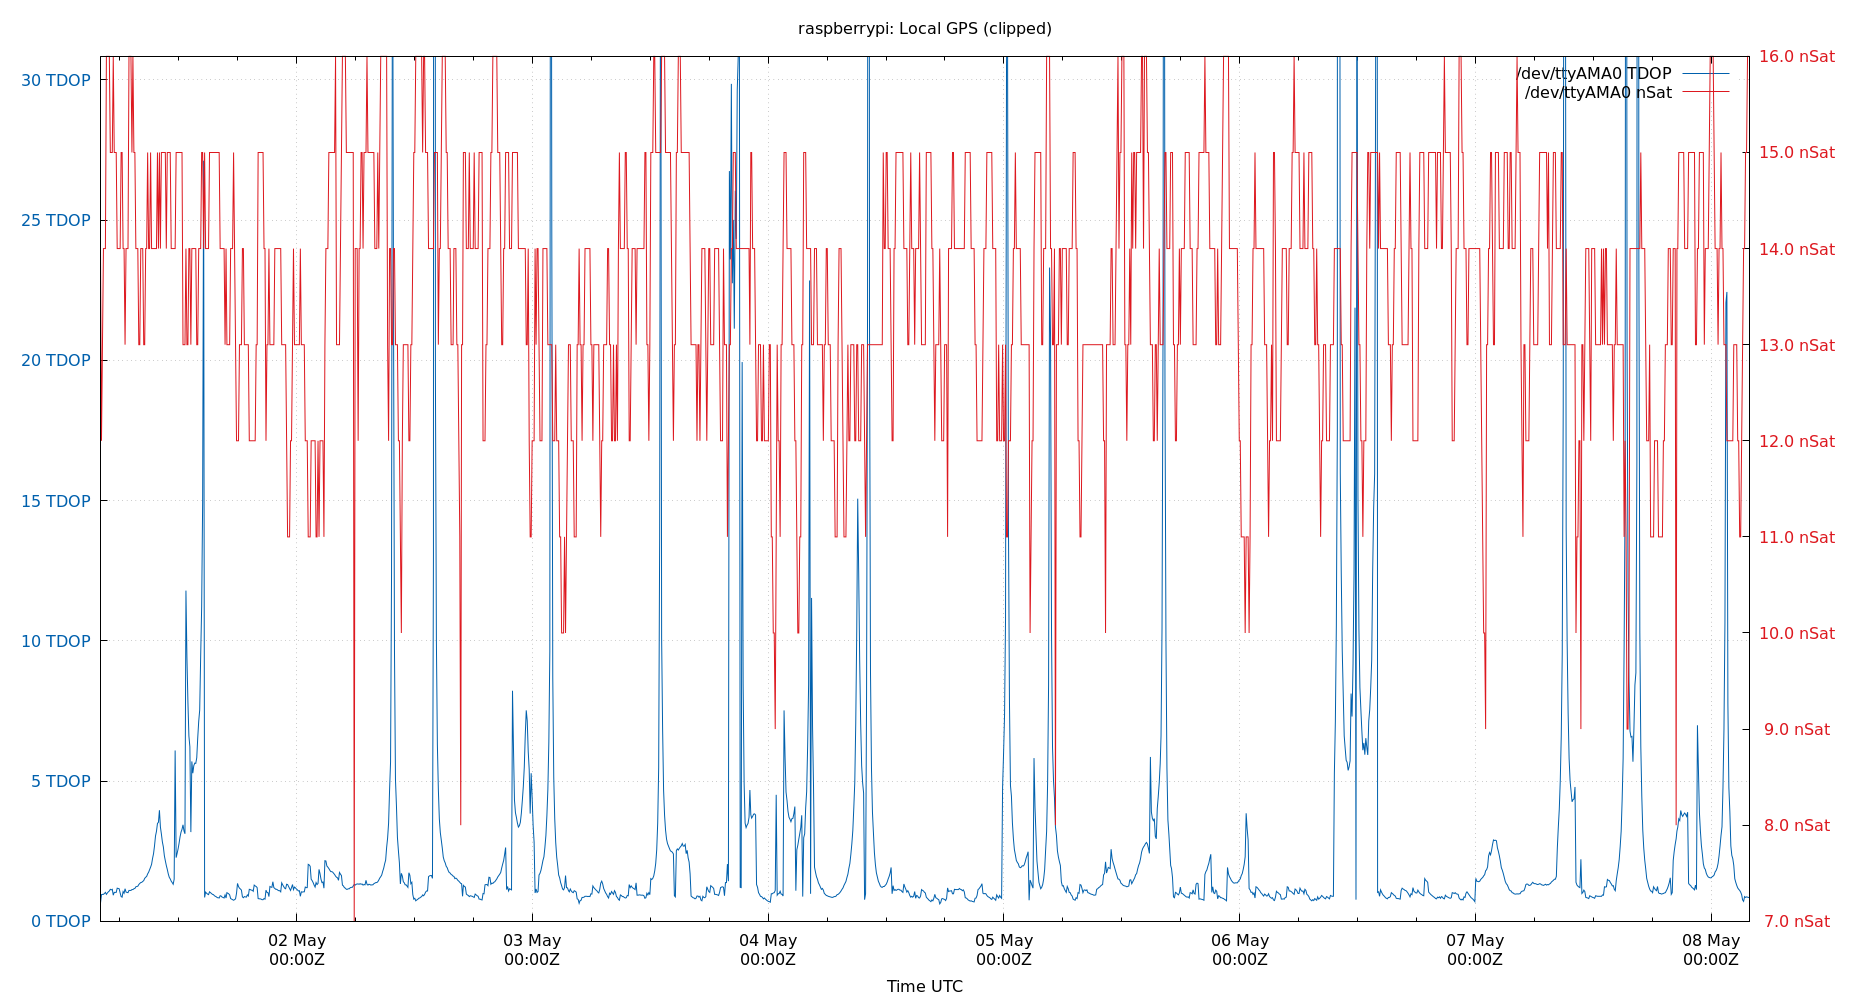 raspberrypi: Local GPS (clipped)
30 TDOP
25 TDOP
20 TDOP
15 TDOP
10 TDOP
5 TDOP
0 TDOP
/dev/ttyAMA0 TDOP
/dev/ttyAMA0 nSat
16.0 nSat
15.0 nSat
14.0 nSat
13.0 nSat
12.0 nSat
11.0 nSat
10.0 nSat
9.0 nSat
8.0 nSat
7.0 nSat
02 May
00:00Z
03 May
00:00Z
04 May
00:00Z
05 May
00:00Z
06 May
00:00Z
07 May
00:00Z
08 May
00:00Z
Time UTC